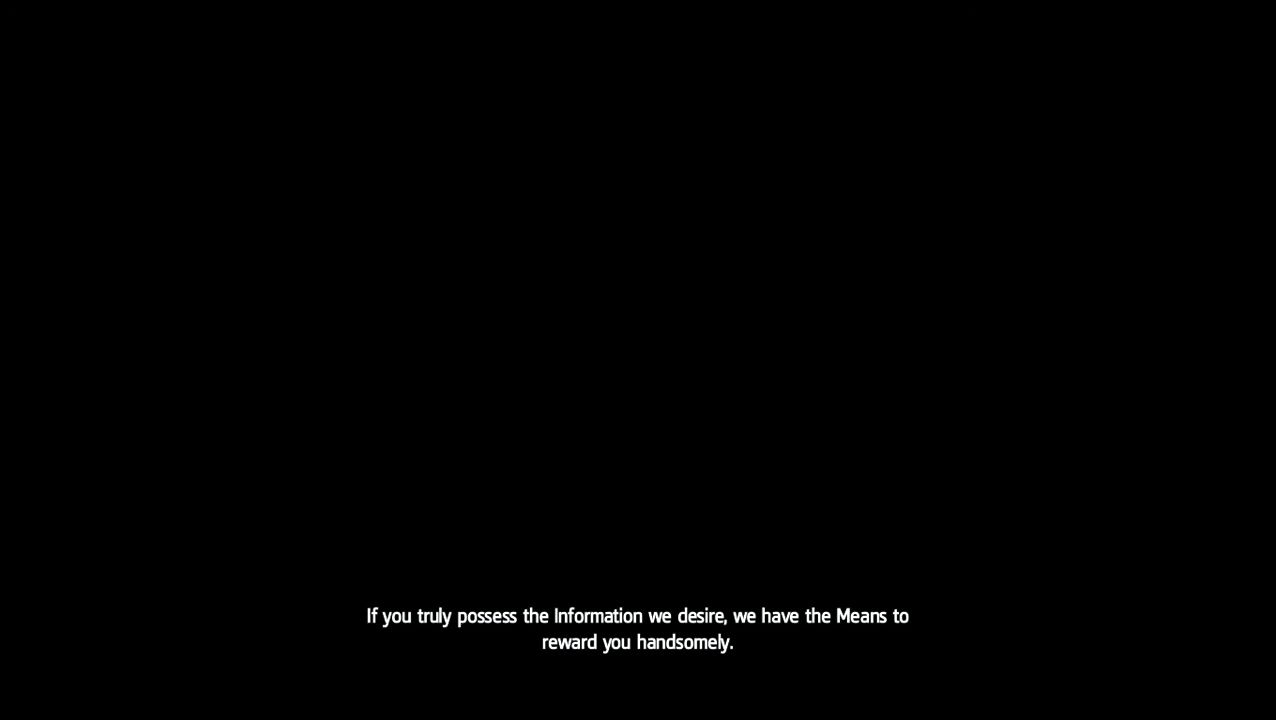 If you truly possess the Information we desire, we have the Means to
reward you handsomely.